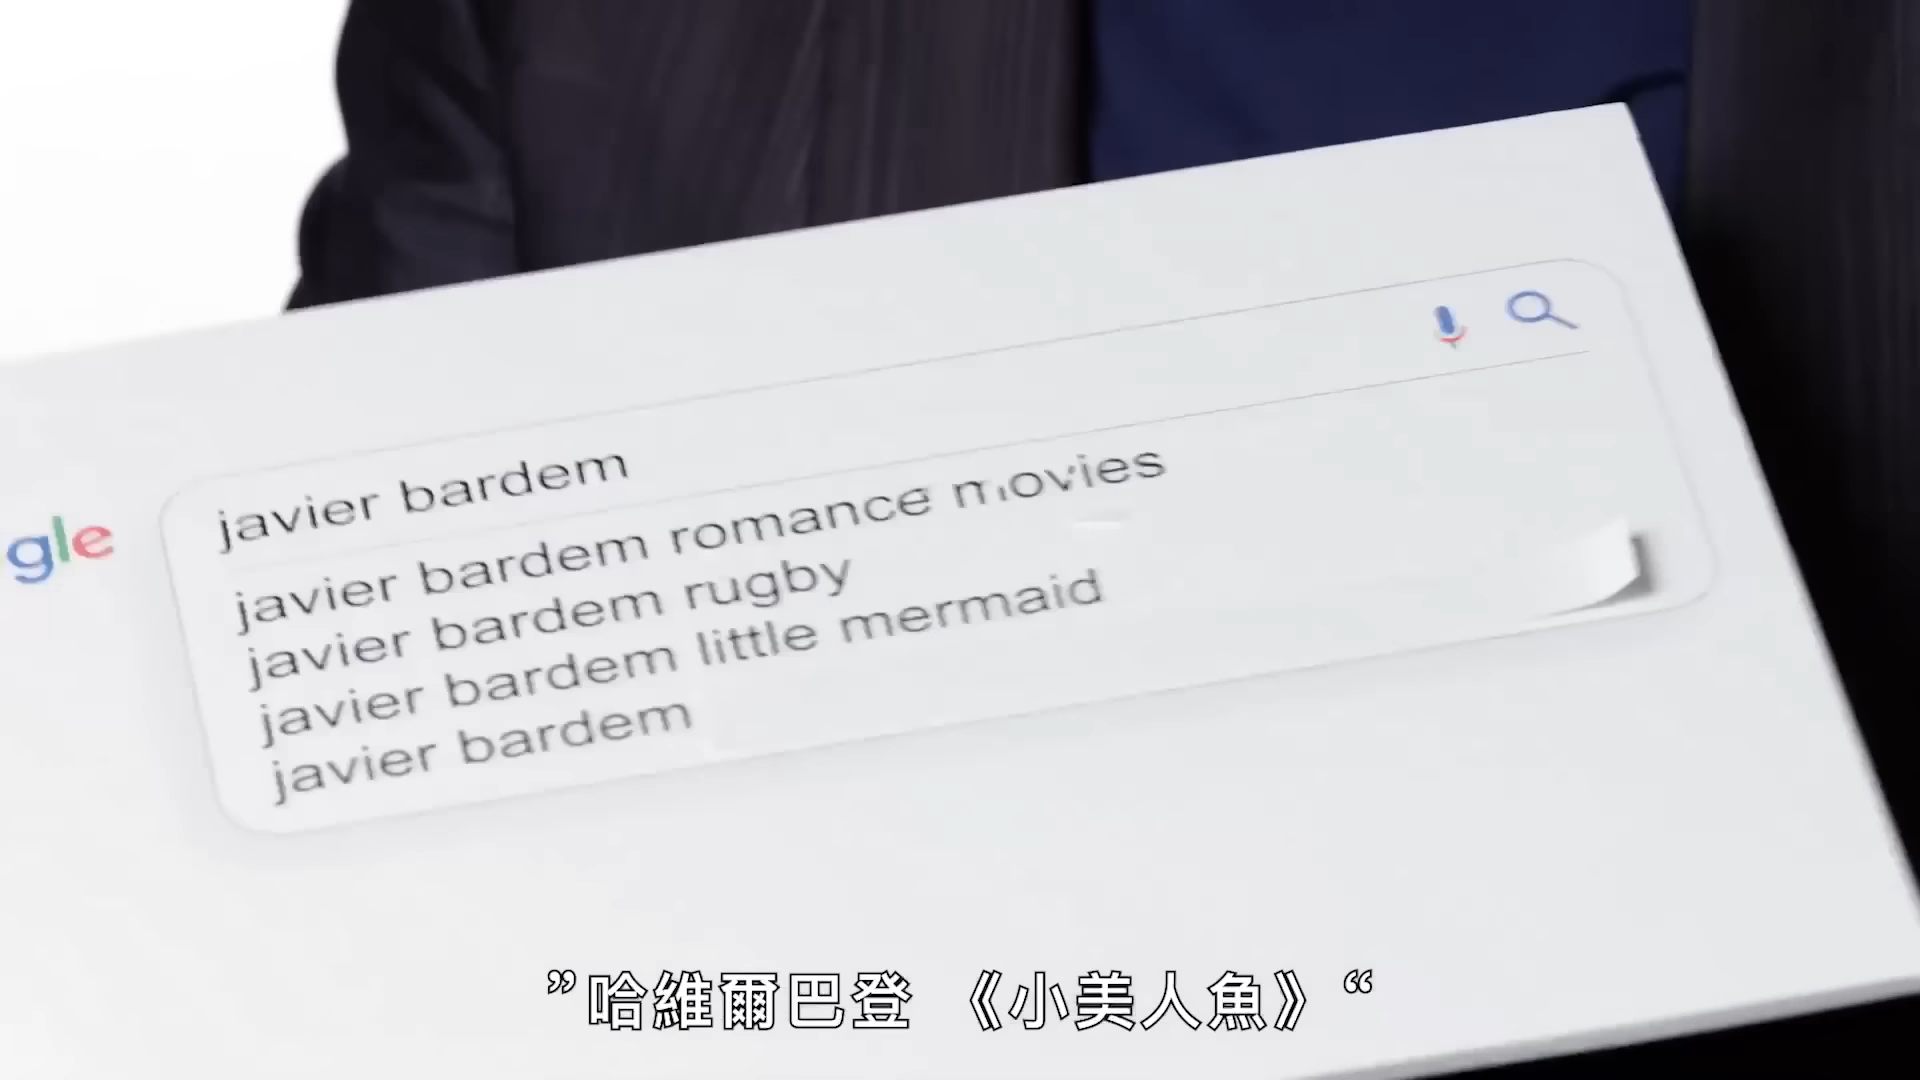 gle
javier bardem
javier bardem romance movies
javier bardem rugby
javier bardem little mermaid
javier bardem
”哈維爾巴登 《小美人魚》“